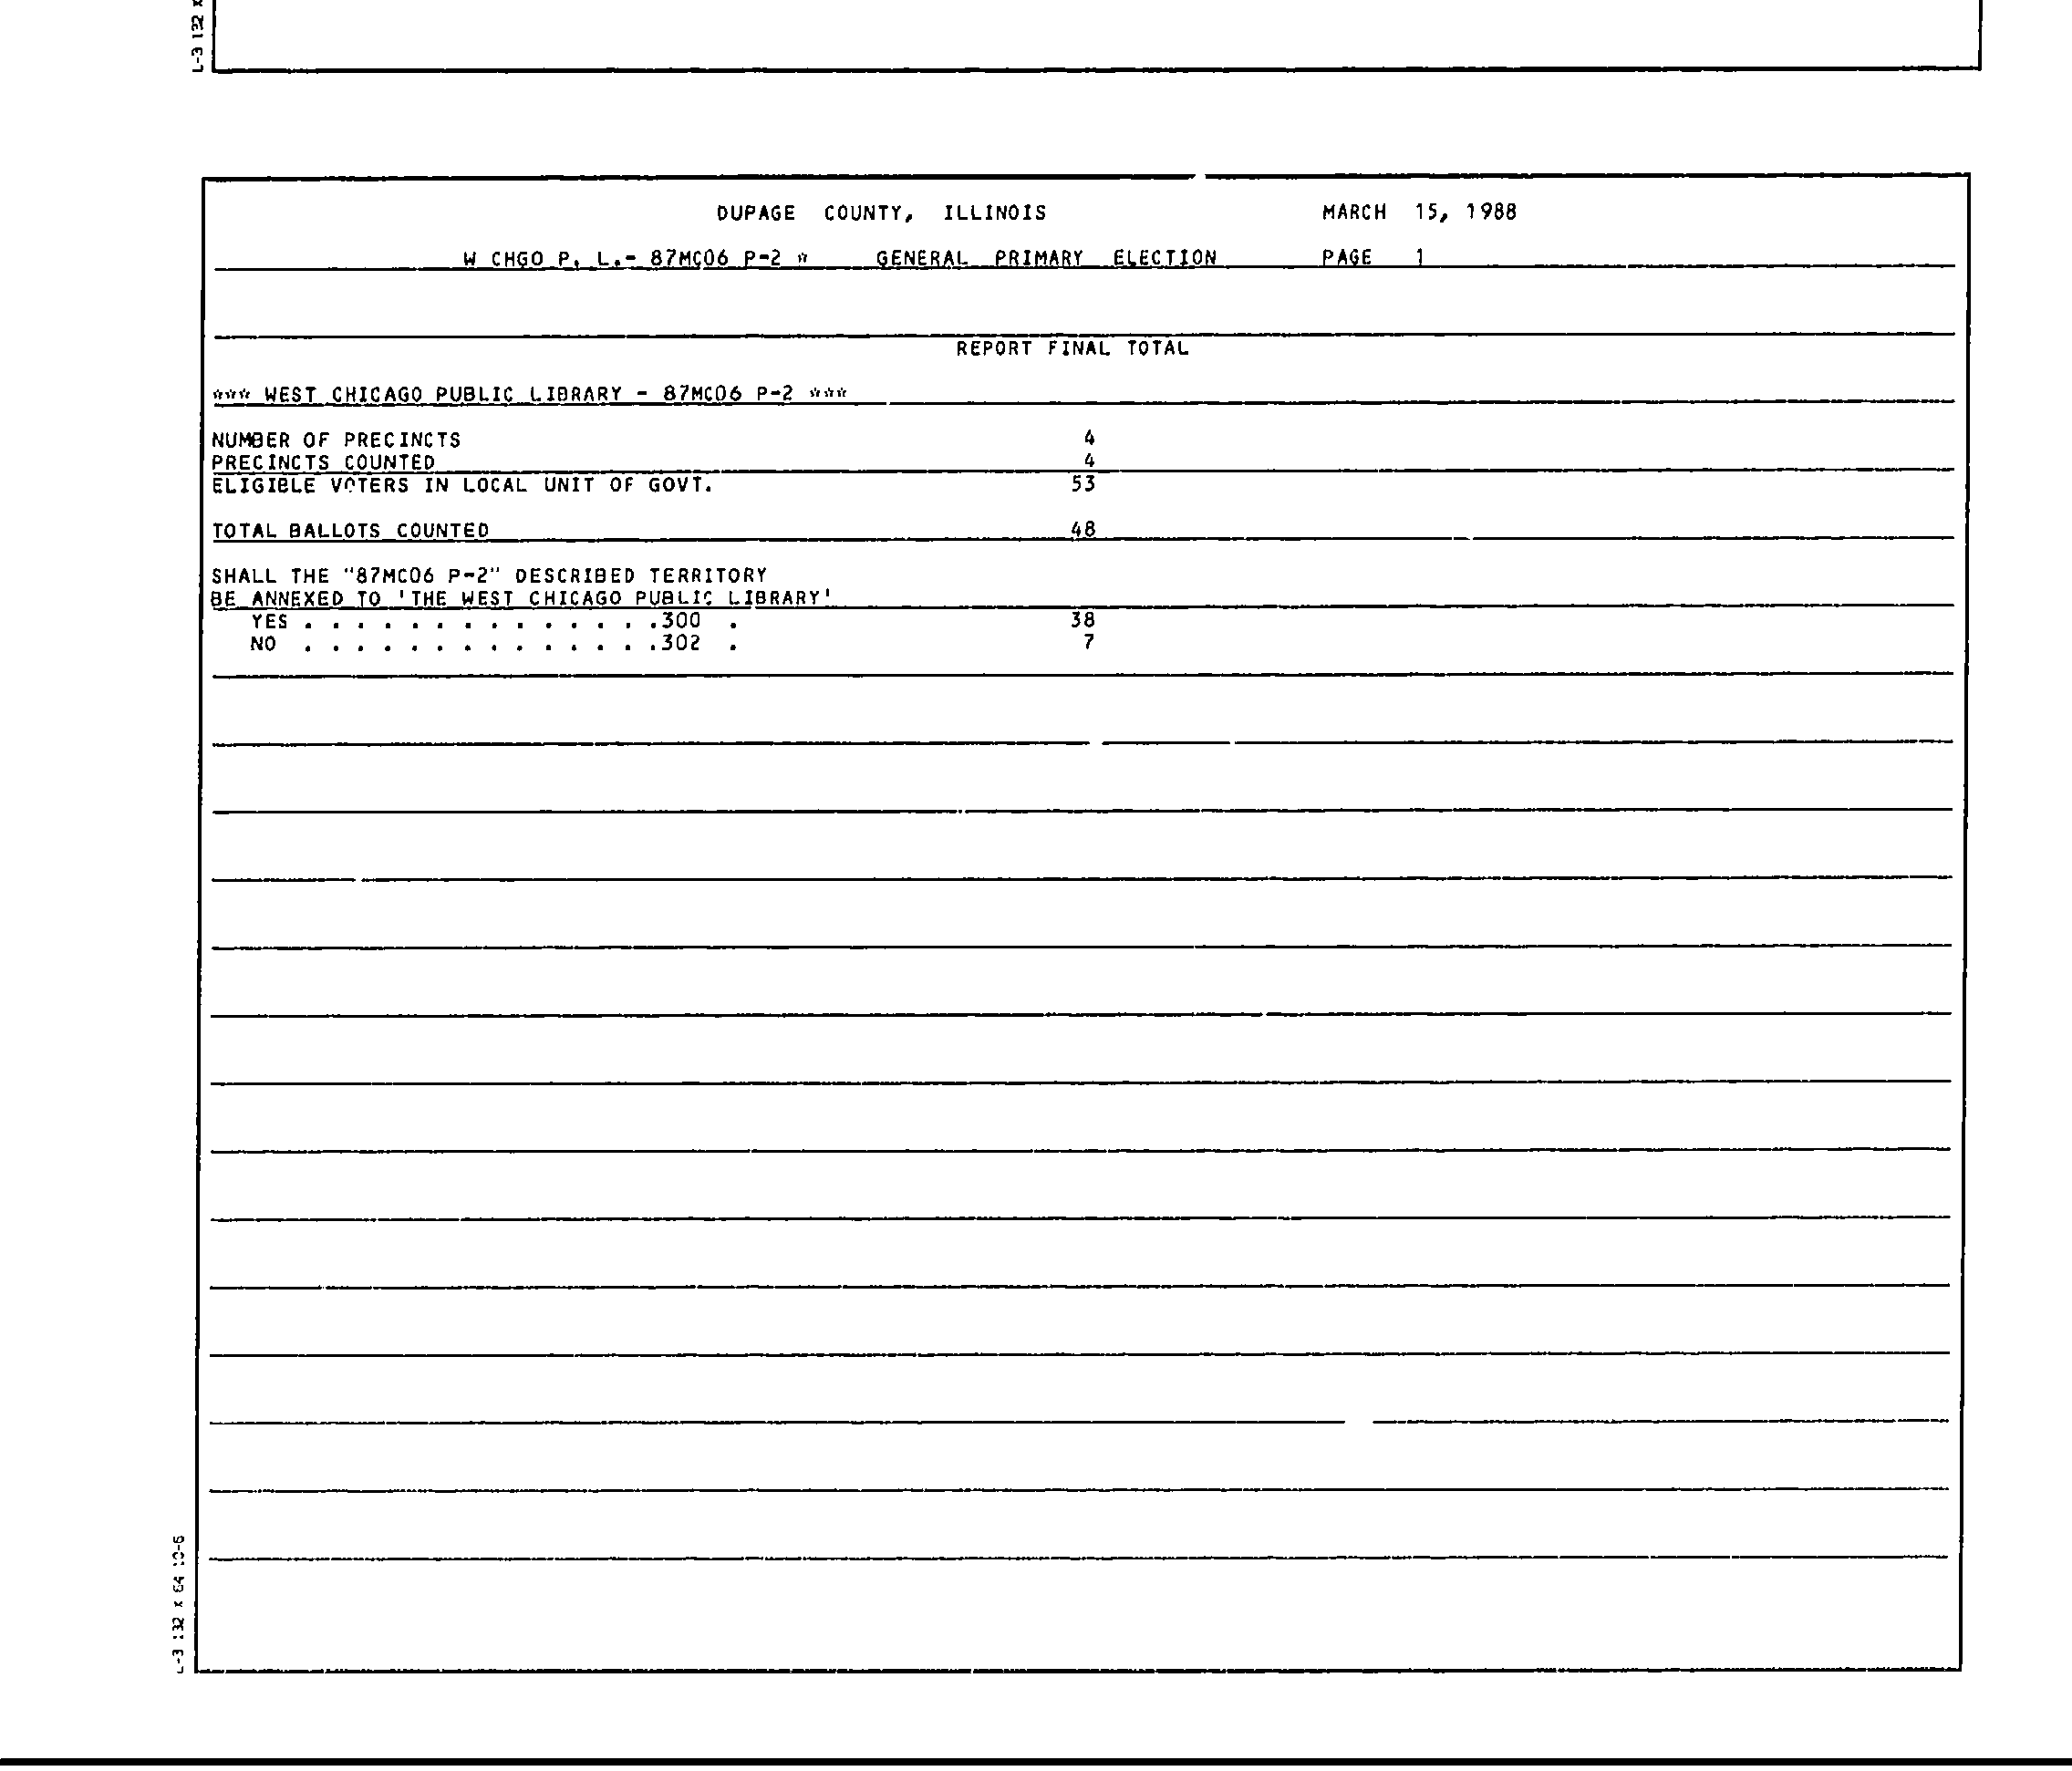 L-3 132 x
DUPAGE COUNTY, ILLINOIS MARCH 15, 1988
W CHGO P. L.- 87MC06 P-2 * GENERAL PRIMARY ELECTION PAGE 1
REPORT FINAL TOTAL
*** WEST CHICAGO PUBLIC LIBRARY - 87MC06 P-2 ***
NUMBER OF PRECINCTS 4
PRECINCTS COUNTED 4
ELIGIBLE VOTERS IN LOCAL UNIT OF GOVT. 53
TOTAL BALLOTS COUNTED 48
SHALL THE "87MC06 P-2" DESCRIBED TERRITORY
BE ANNEXED TO 'THE WEST CHICAGO PUBLIC LIBRARY'
YES . . . . . . . . . . . . . .300 . 38
NO . . . . . . . . . . . . . .302 . 7
L-3 132 x 64 10-6